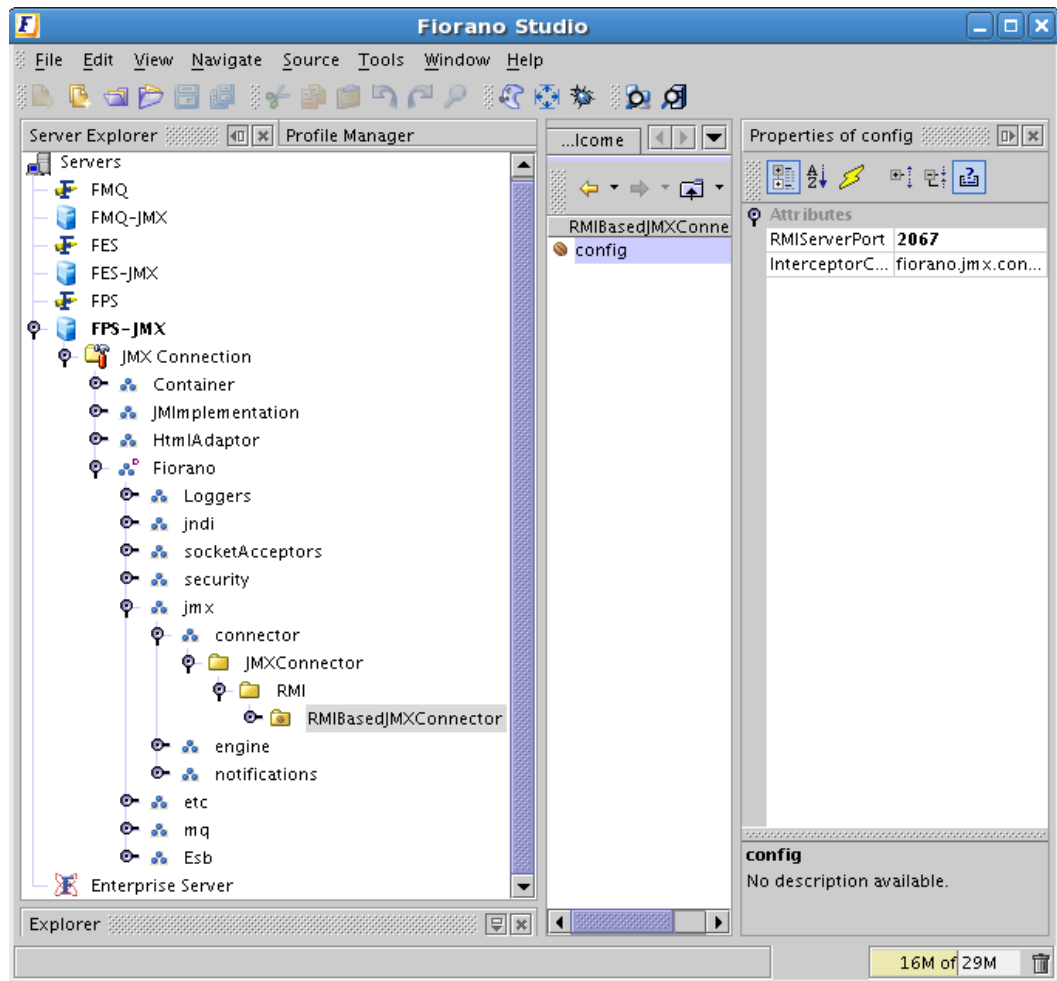 Fiorano Studio
File Edit View Navigate Source Tools Window Help
Server Explorer
Profile Manager
Servers
FMQ
FMQ-JMX
FES
FES-JMX
FPS
FPS-JMX
JMX Connection
Container
JMImplementation
HtmlAdaptor
Fiorano
Loggers
jndi
socketAcceptors
security
jmx
connector
JMXConnector
RMI
RMIBasedJMXConnector
engine
notifications
etc
mq
Esb
Enterprise Server
Explorer
...lcome
RMIBasedJMXConne
config
Properties of config
Attributes
RMIServerPort 2067
InterceptorC... fiorano.jmx.con...
config
No description available.
16M of 29M